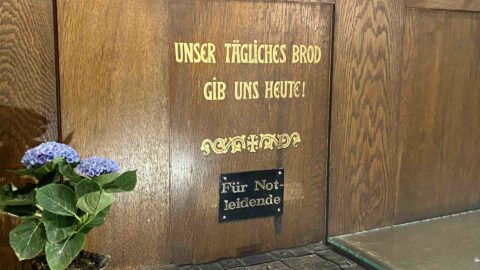 UNSER TÄGLICHES BROD
GIB UNS HEUTE!
Für Not-
leidende